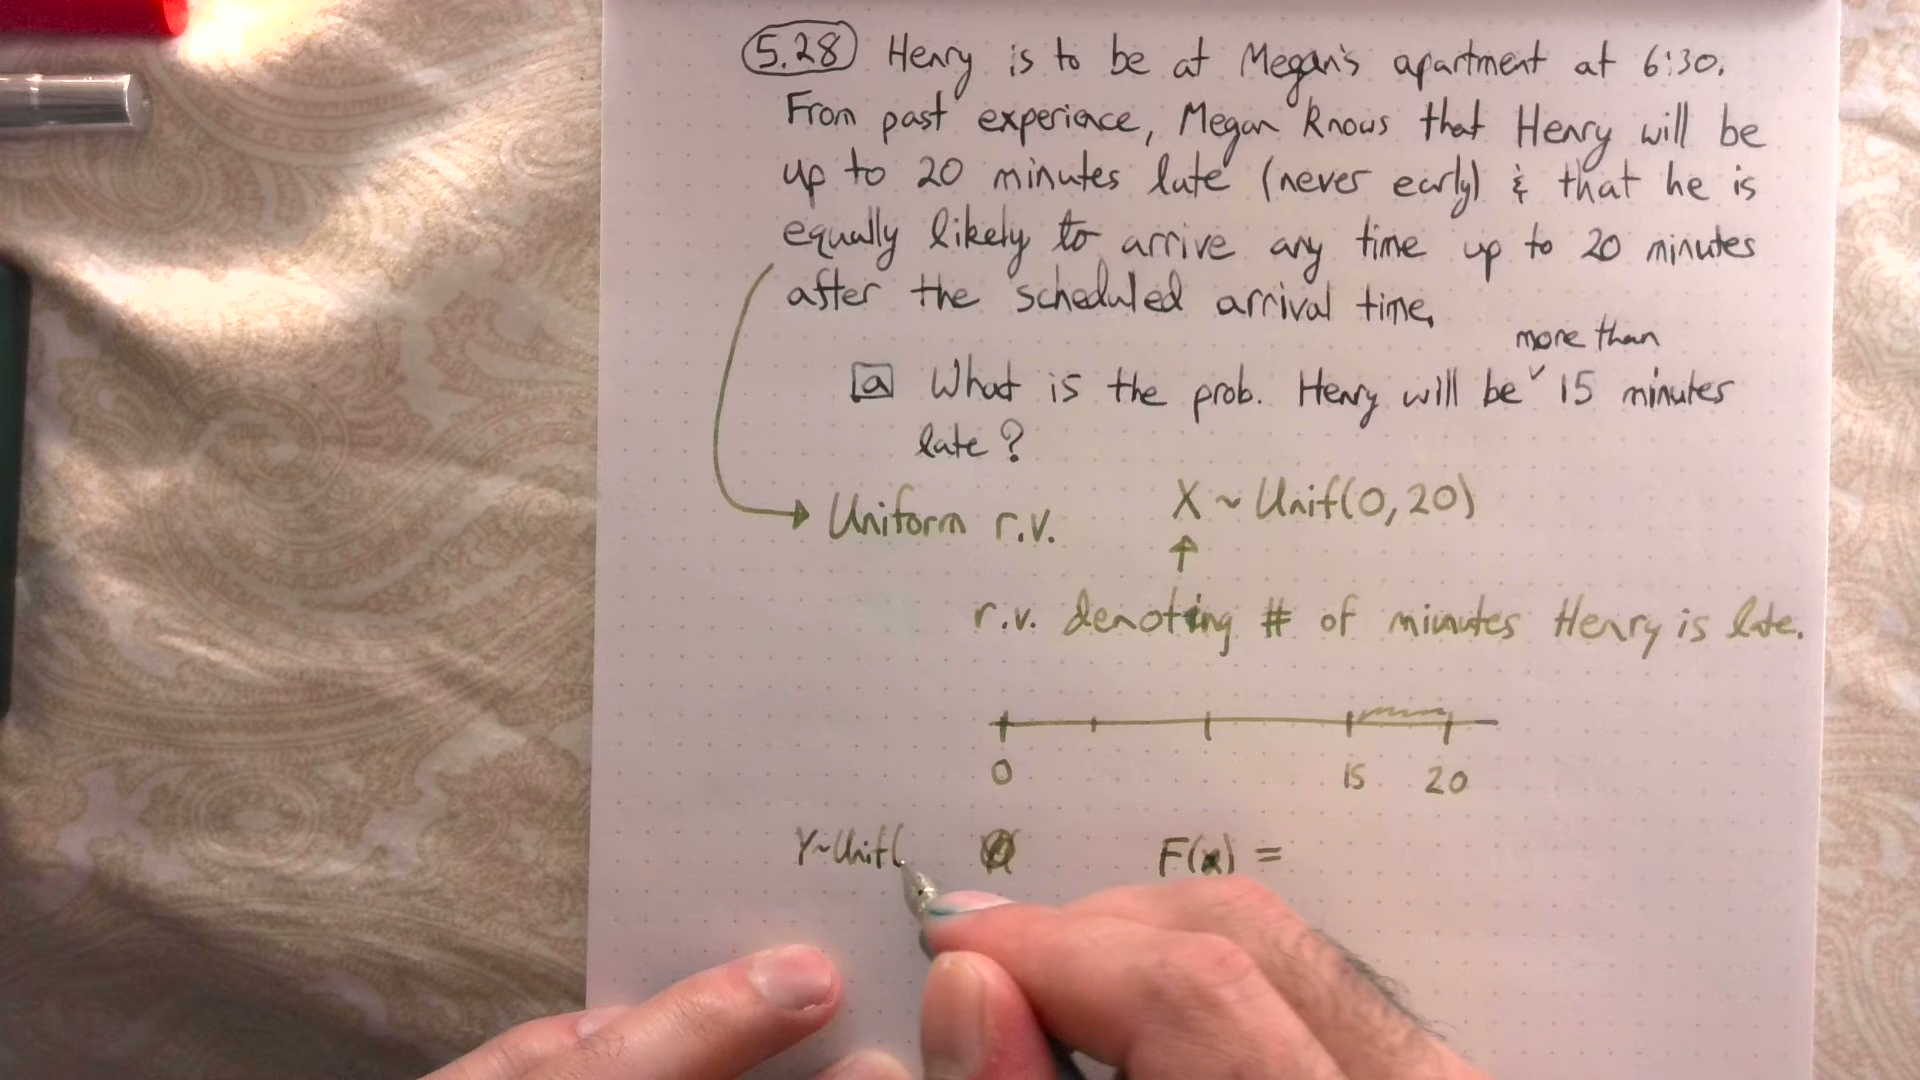 5.28 Henry is to be at Megan's apartment at 6:30.
From past experience, Megan knows that Henry will be
up to 20 minutes late (never early) & that he is
equally likely to arrive any time up to 20 minutes
after the scheduled arrival time.
more than
a What is the prob. Henry will be ˅ 15 minutes
late?
Uniform r.v. X ~ Unif(0, 20)
r.v. denoting # of minutes Henry is late.
0 15 20
Y~Unif( F(x) =